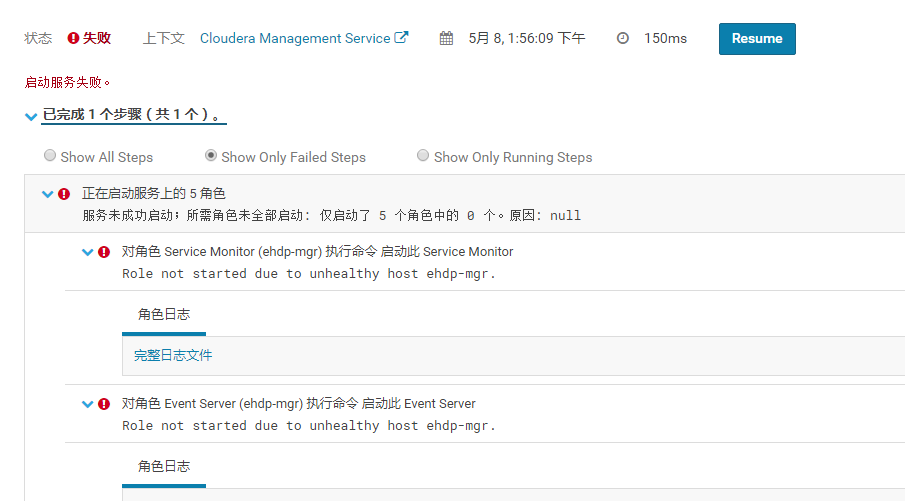 状态 失败 上下文 Cloudera Management Service 5月 8, 1:56:09 下午 150ms Resume
启动服务失败。
已完成 1 个步骤（共 1 个）。
Show All Steps Show Only Failed Steps Show Only Running Steps
正在启动服务上的 5 角色
服务未成功启动；所需角色未全部启动: 仅启动了 5 个角色中的 0 个。原因: null
对角色 Service Monitor (ehdp-mgr) 执行命令 启动此 Service Monitor
Role not started due to unhealthy host ehdp-mgr.
角色日志
完整日志文件
对角色 Event Server (ehdp-mgr) 执行命令 启动此 Event Server
Role not started due to unhealthy host ehdp-mgr.
角色日志